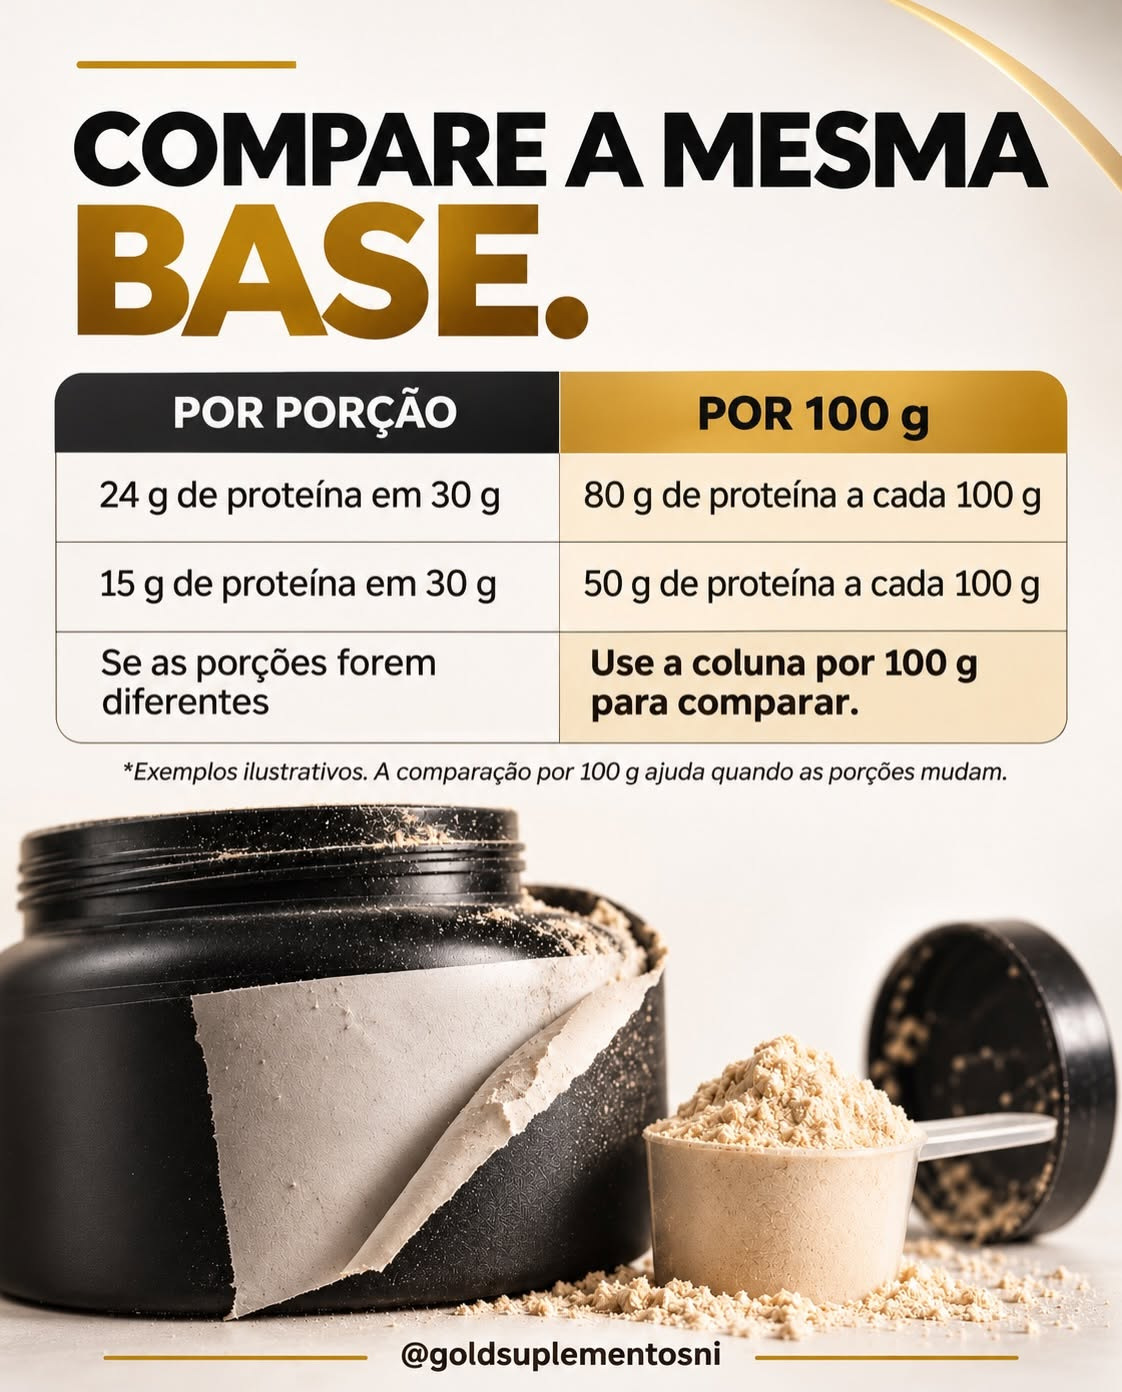 COMPARE A MESMA
BASE.
POR PORÇÃO
POR 100 g
24 g de proteína em 30 g
80 g de proteína a cada 100 g
15 g de proteína em 30 g
50 g de proteína a cada 100 g
Se as porções forem
diferentes
Use a coluna por 100 g
para comparar.
*Exemplos ilustrativos. A comparação por 100 g ajuda quando as porções mudam.
@goldsuplementosni